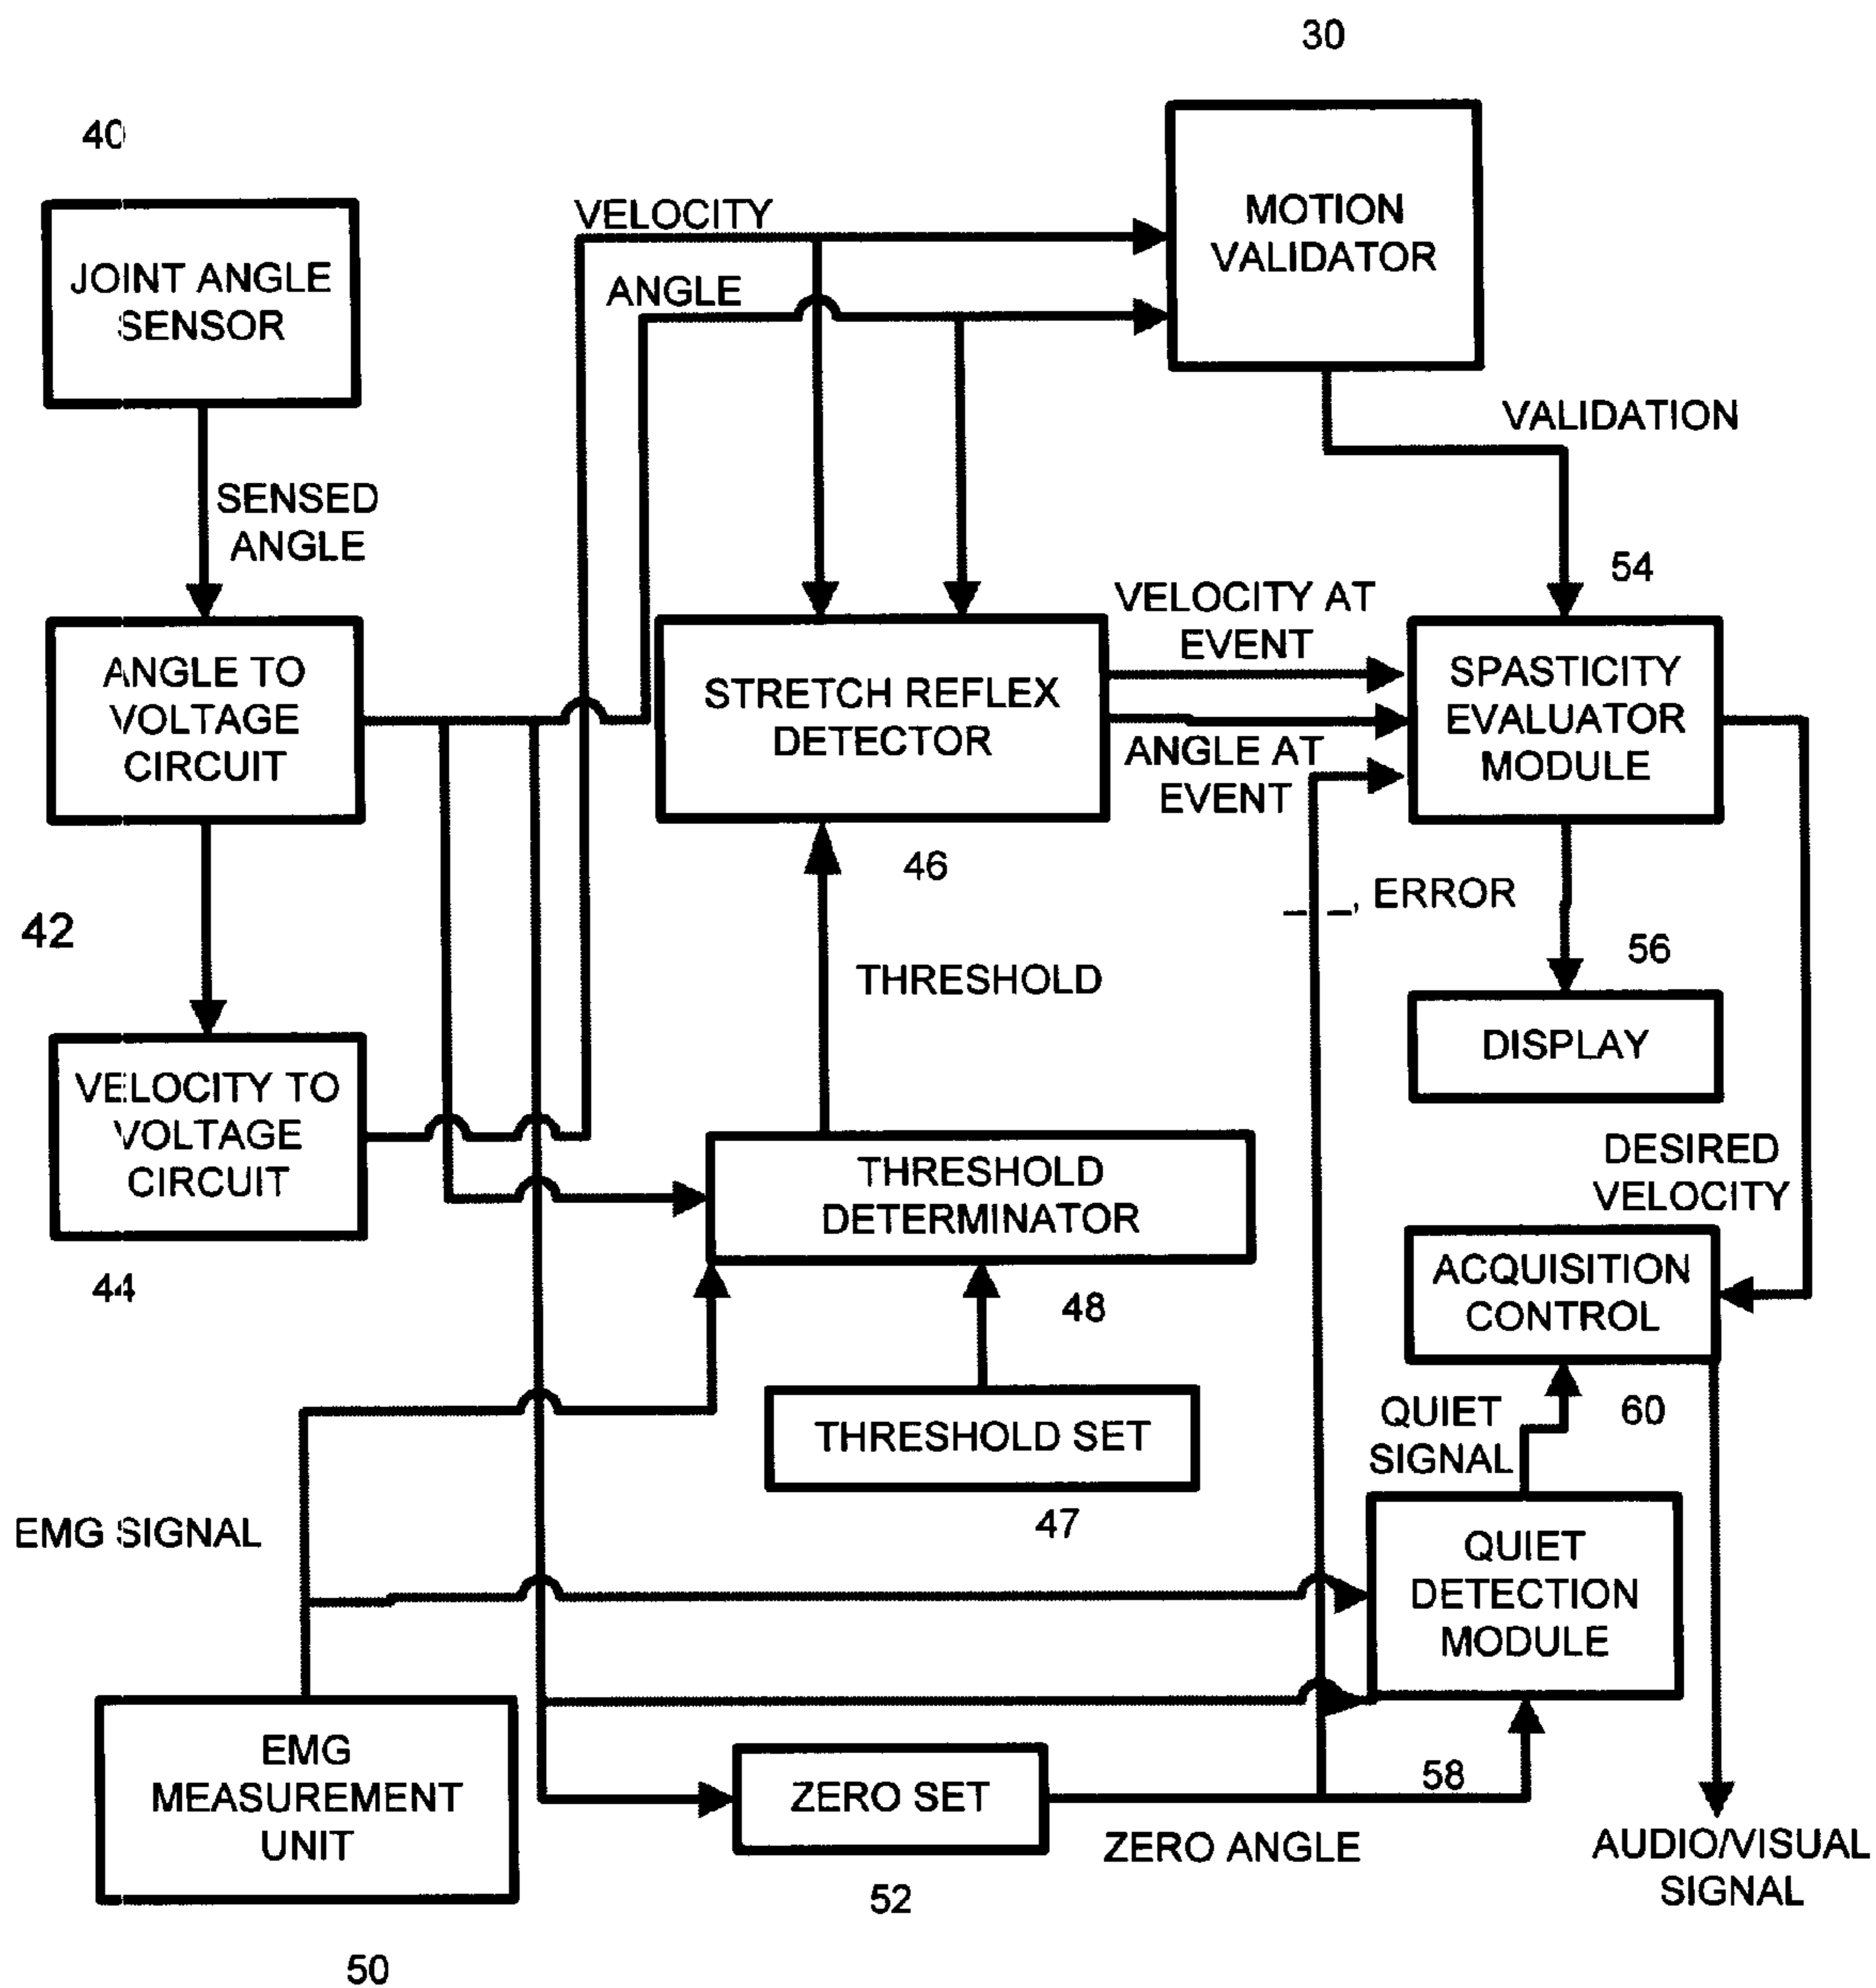 30
40
JOINT ANGLE
SENSOR
VELOCITY
ANGLE
MOTION
VALIDATOR
VALIDATION
SENSED
ANGLE
54
ANGLE TO
VOLTAGE
CIRCUIT
STRETCH REFLEX
DETECTOR
VELOCITY AT
EVENT
ANGLE AT
EVENT
SPASTICITY
EVALUATOR
MODULE
46
_ _, ERROR
42
56
THRESHOLD
DISPLAY
VELOCITY TO
VOLTAGE
CIRCUIT
THRESHOLD
DETERMINATOR
DESIRED
VELOCITY
44
48
ACQUISITION
CONTROL
THRESHOLD SET
47
QUIET
SIGNAL
60
EMG SIGNAL
QUIET
DETECTION
MODULE
EMG
MEASUREMENT
UNIT
ZERO SET
58
ZERO ANGLE
AUDIO/VISUAL
SIGNAL
52
50